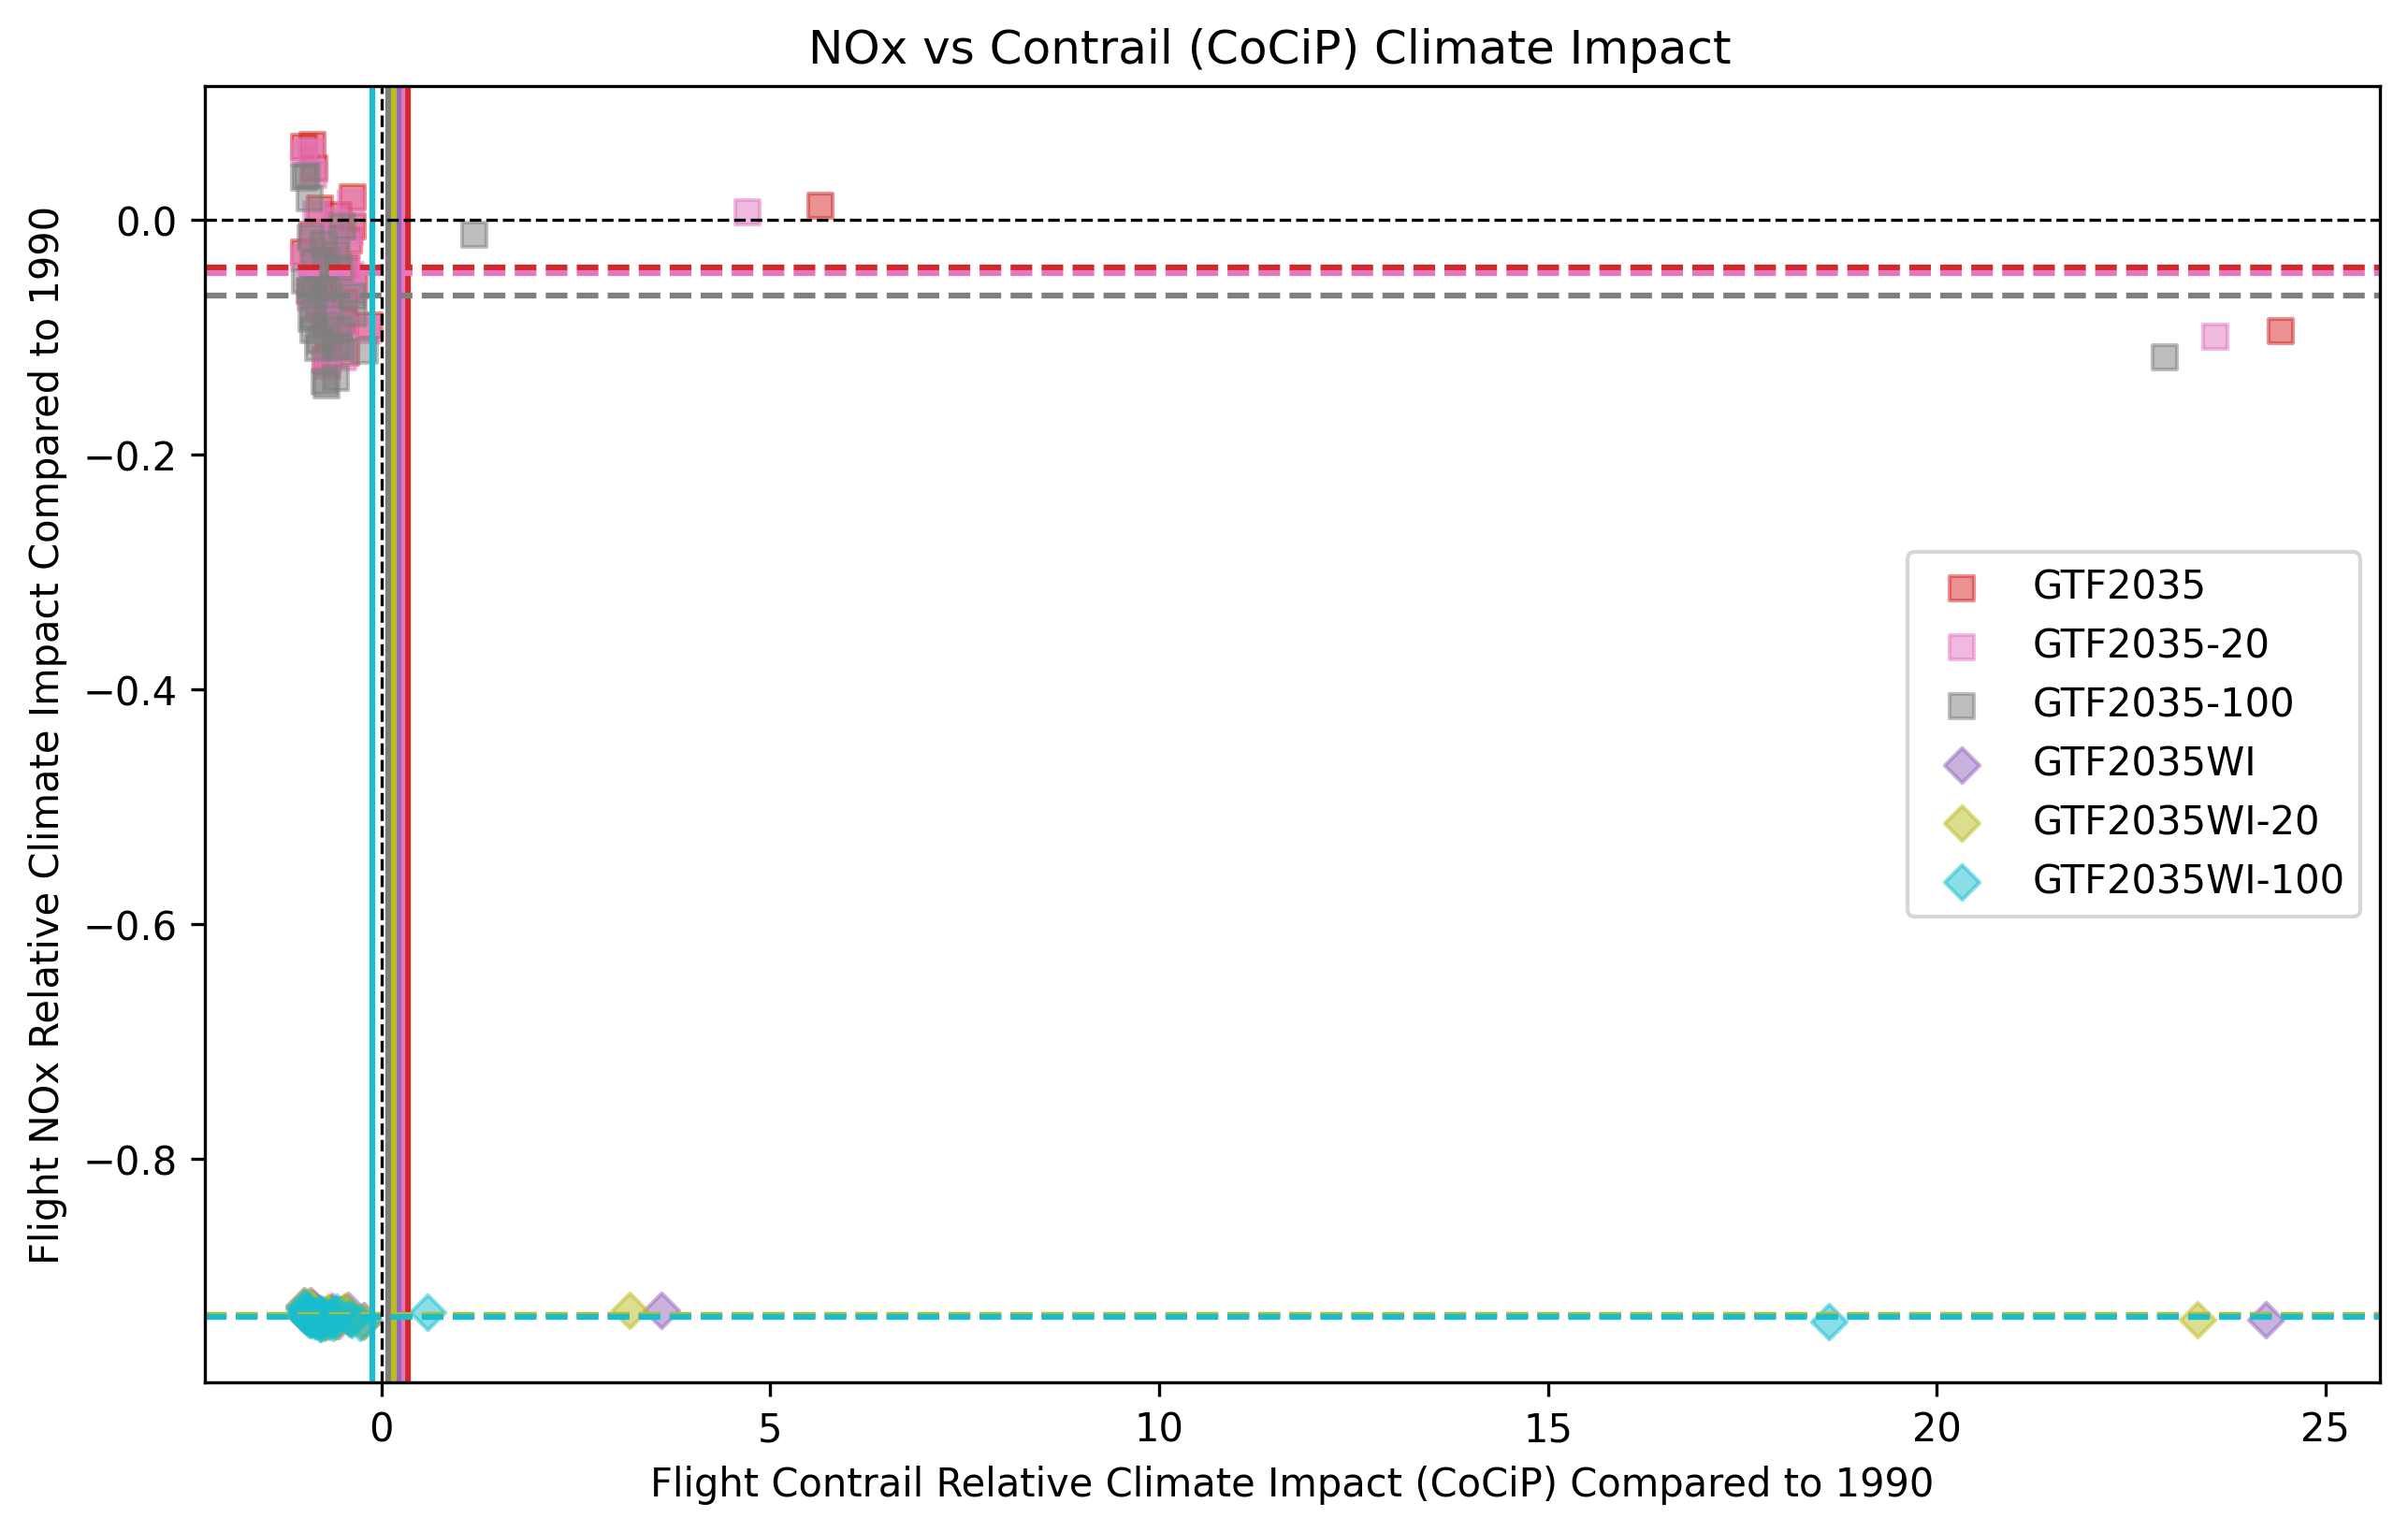 NOx vs Contrail (CoCiP) Climate Impact
Flight NOx Relative Climate Impact Compared to 1990
0.0
−0.2
−0.4
−0.6
−0.8
GTF2035
GTF2035-20
GTF2035-100
GTF2035WI
GTF2035WI-20
GTF2035WI-100
0 5 10 15 20 25
Flight Contrail Relative Climate Impact (CoCiP) Compared to 1990